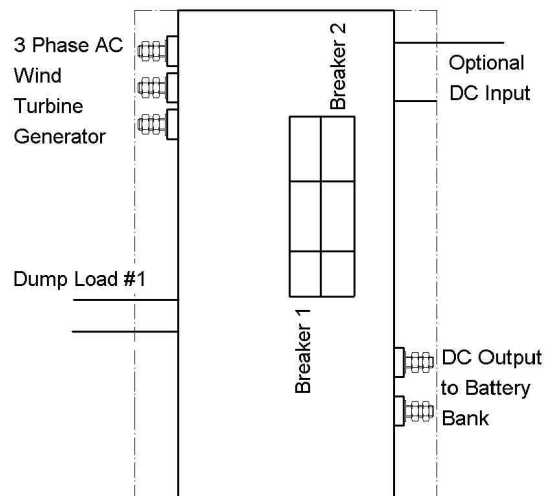 3 Phase AC
Wind
Turbine
Generator
Breaker 2
Optional
DC Input
Dump Load #1
Breaker 1
DC Output
to Battery
Bank